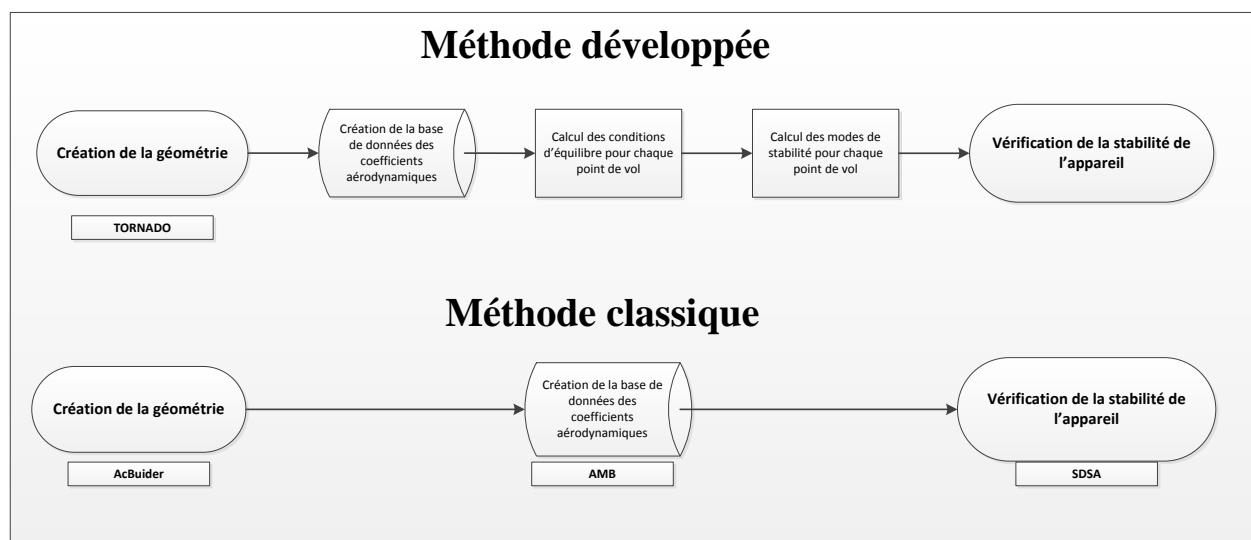 Méthode développée
Création de la géométrie
Création de la base
de données des
coefficients
aérodynamiques
Calcul des conditions
d'équilibre pour chaque
point de vol
Calcul des modes de
stabilité pour chaque
point de vol
Vérification de la stabilité de
l'appareil
TORNADO
Méthode classique
Création de la géométrie
Création de la base de
données des
coefficients
aérodynamiques
Vérification de la stabilité de
l'appareil
AcBuider
AMB
SDSA